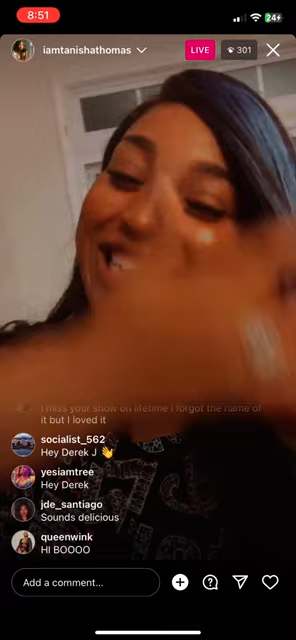 8:51
24
iamtanishathomas
LIVE
301
I miss your show on lifetime I forgot the name of
it but I loved it
socialist_562
Hey Derek J 👋
yesiamtree
Hey Derek
jde_santiago
Sounds delicious
queenwink
HI BOOOO
Add a comment...